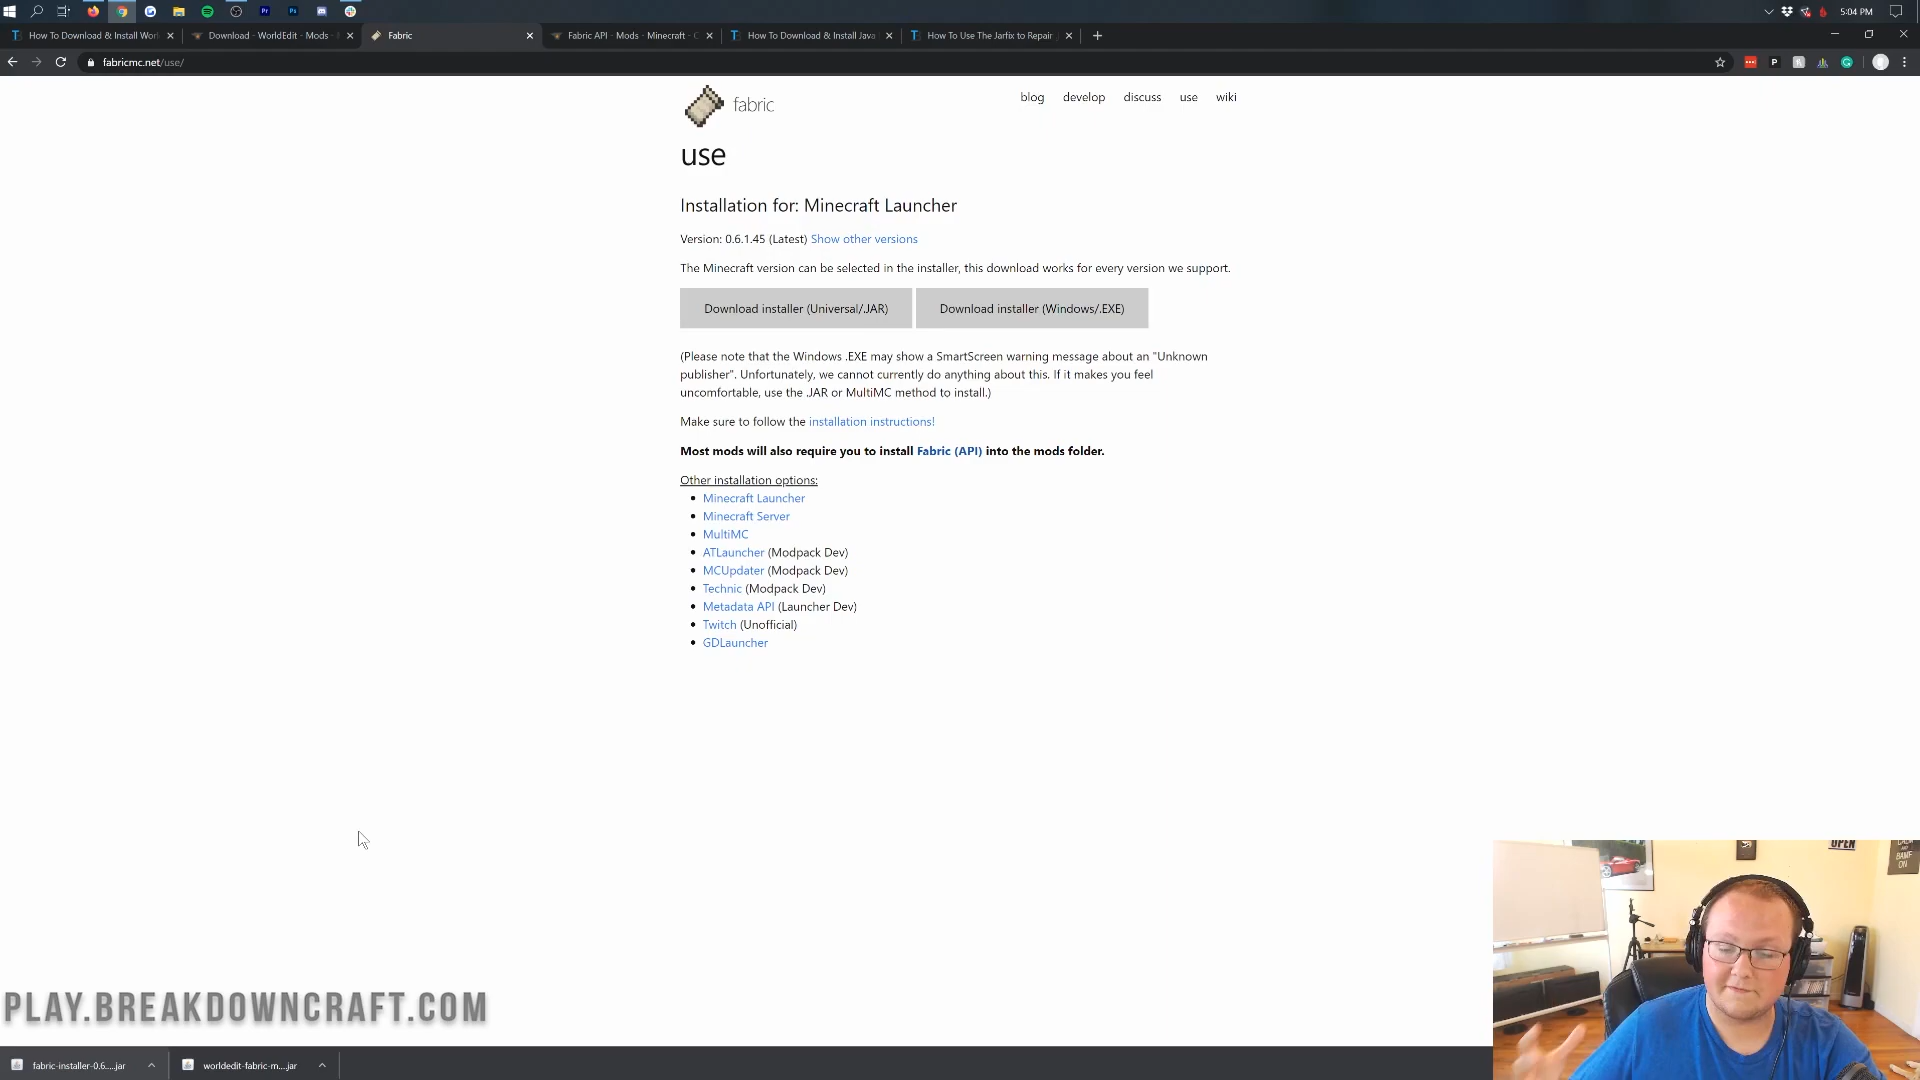 5:04 PM
How To Download & Install Wor
Download - WorldEdit - Mods -
Fabric
Fabric API - Mods - Minecraft - C
How To Download & Install Java
How To Use The Jarfix to Repair
fabricmc.net/use/
fabric
blog develop discuss use wiki
use
Installation for: Minecraft Launcher
Version: 0.6.1.45 (Latest) Show other versions
The Minecraft version can be selected in the installer, this download works for every version we support.
Download installer (Universal/.JAR)
Download installer (Windows/.EXE)
(Please note that the Windows .EXE may show a SmartScreen warning message about an "Unknown
publisher". Unfortunately, we cannot currently do anything about this. If it makes you feel
uncomfortable, use the .JAR or MultiMC method to install.)
Make sure to follow the installation instructions!
Most mods will also require you to install Fabric (API) into the mods folder.
Other installation options:
Minecraft Launcher
Minecraft Server
MultiMC
ATLauncher (Modpack Dev)
MCUpdater (Modpack Dev)
Technic (Modpack Dev)
Metadata API (Launcher Dev)
Twitch (Unofficial)
GDLauncher
OPEN
AND
BAMF
ON
PLAY.BREAKDOWNCRAFT.COM
fabric-installer-0.6....jar
worldedit-fabric-m....jar